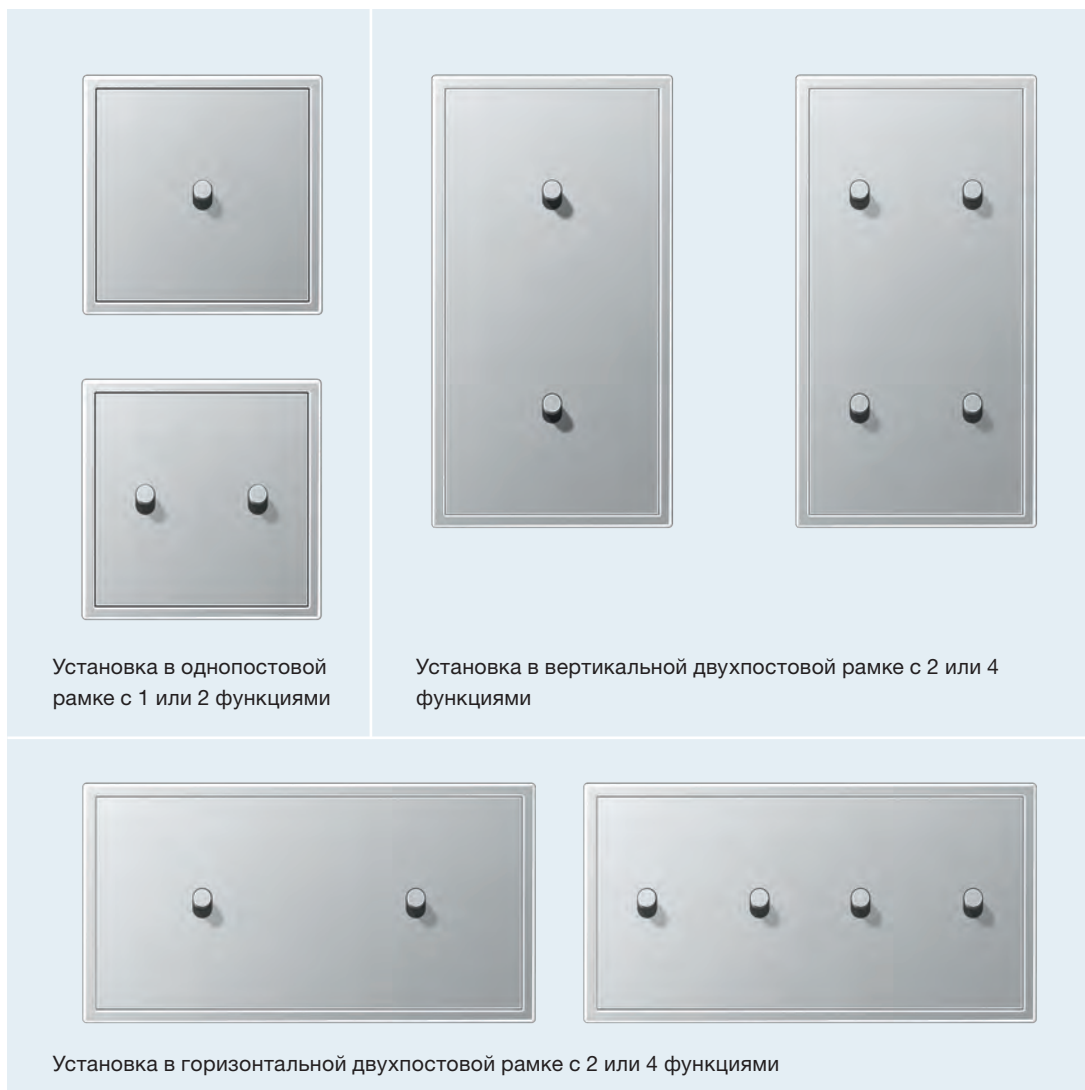 Установка в однопостовой
рамке с 1 или 2 функциями
Установка в вертикальной двухпостовой рамке с 2 или 4
функциями
Установка в горизонтальной двухпостовой рамке с 2 или 4 функциями